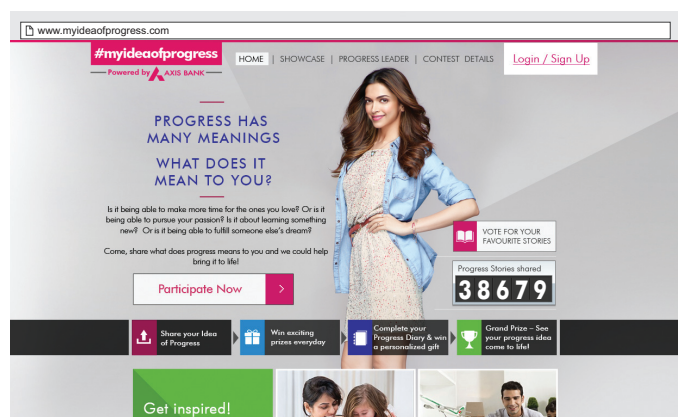 www.myideaofprogress.com
#myideaofprogress
Powered by AXIS BANK
HOME | SHOWCASE | PROGRESS LEADER | CONTEST DETAILS
Login / Sign Up
PROGRESS HAS
MANY MEANINGS
WHAT DOES IT
MEAN TO YOU?
Is it being able to make more time for the ones you love? Or is it
being able to pursue your passion? Is it about learning something
new? Or is it being able to fulfill someone else's dream?
Come, share what does progress means to you and we could help
bring it to life!
Participate Now >
VOTE FOR YOUR
FAVOURITE STORIES
Progress Stories shared
38679
Share your Idea
of Progress
Win exciting
prizes everyday
Complete your
Progress Diary & win
a personalized gift
Grand Prize – See
your progress idea
come to life!
Get inspired!